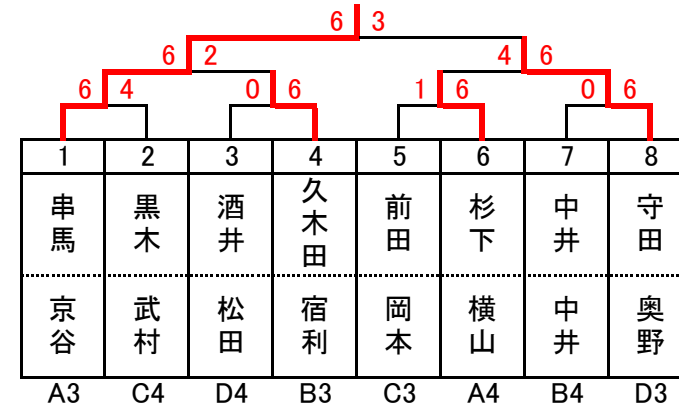 6 3
6 2 4 6
6 4 0 6 1 6 0 6
1 2 3 4 5 6 7 8
串馬 黒木 酒井 久木田 前田 杉下 中井 守田
京谷 武村 松田 宿利 岡本 横山 中井 奥野
A3 C4 D4 B3 C3 A4 B4 D3